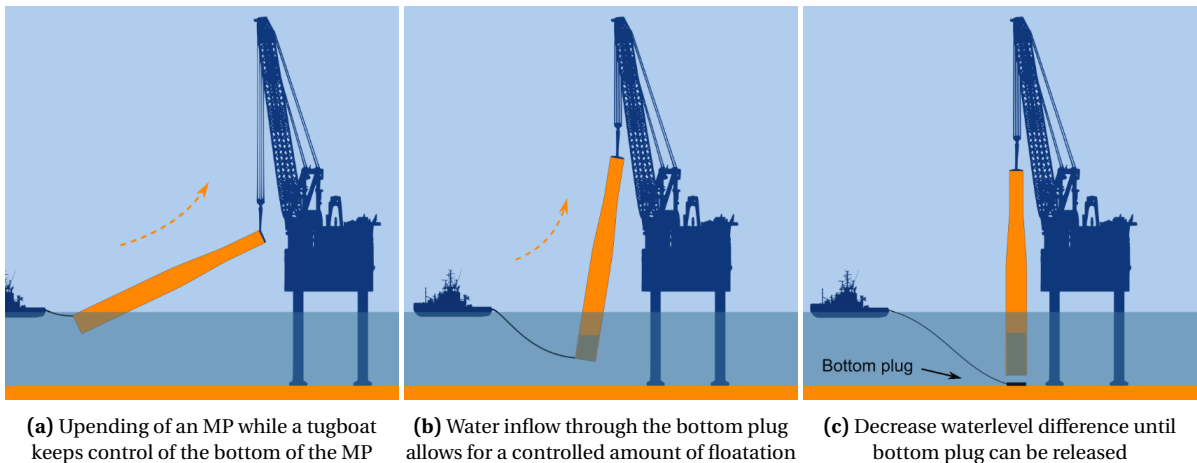 Bottom plug
(a) Upending of an MP while a tugboat
keeps control of the bottom of the MP
(b) Water inflow through the bottom plug
allows for a controlled amount of floatation
(c) Decrease waterlevel difference until
bottom plug can be released